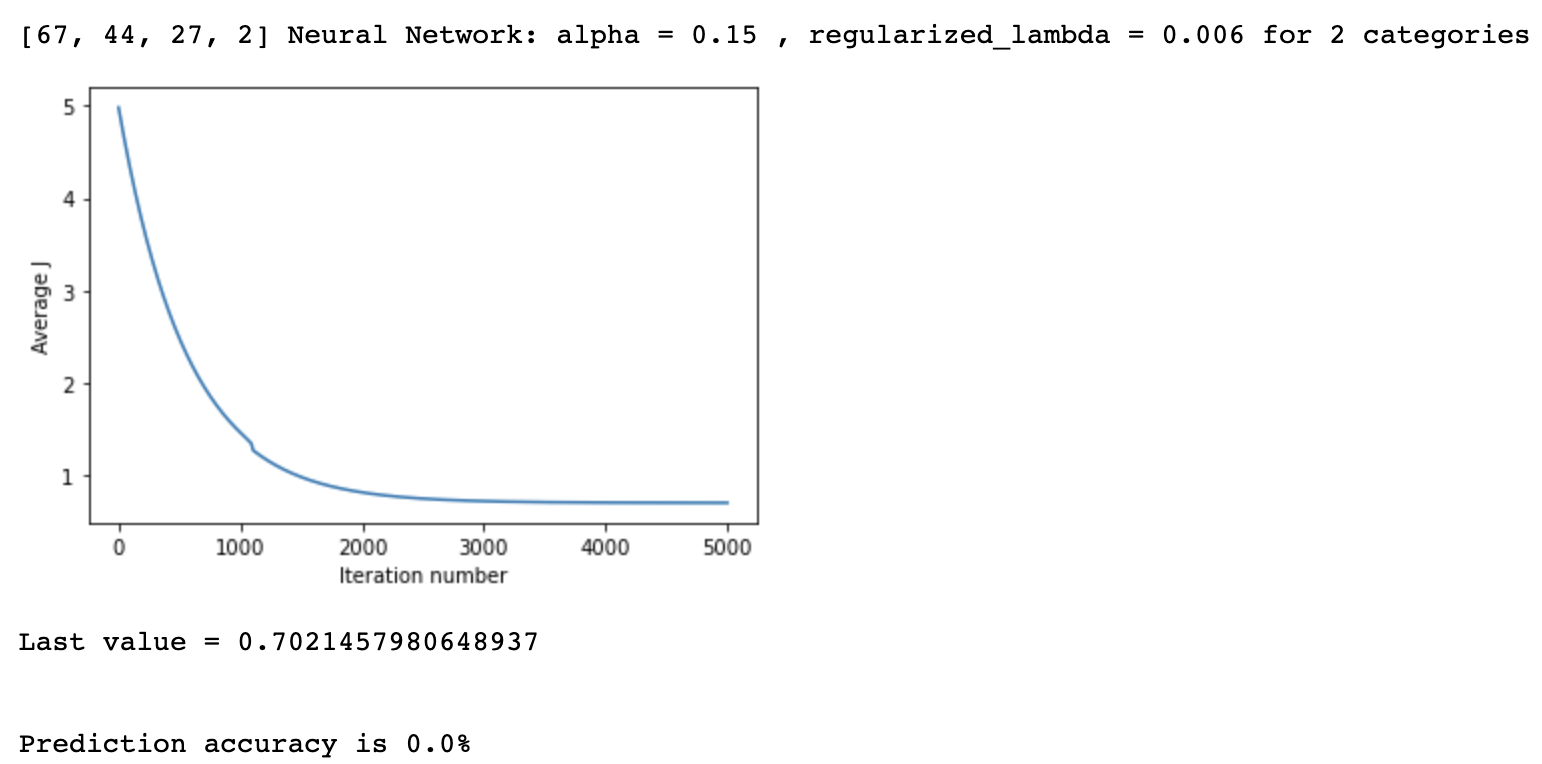 [67, 44, 27, 2] Neural Network: alpha = 0.15 , regularized_lambda = 0.006 for 2 categories
5
4
3
2
1
Average J
0 1000 2000 3000 4000 5000
Iteration number
Last value = 0.7021457980648937
Prediction accuracy is 0.0%